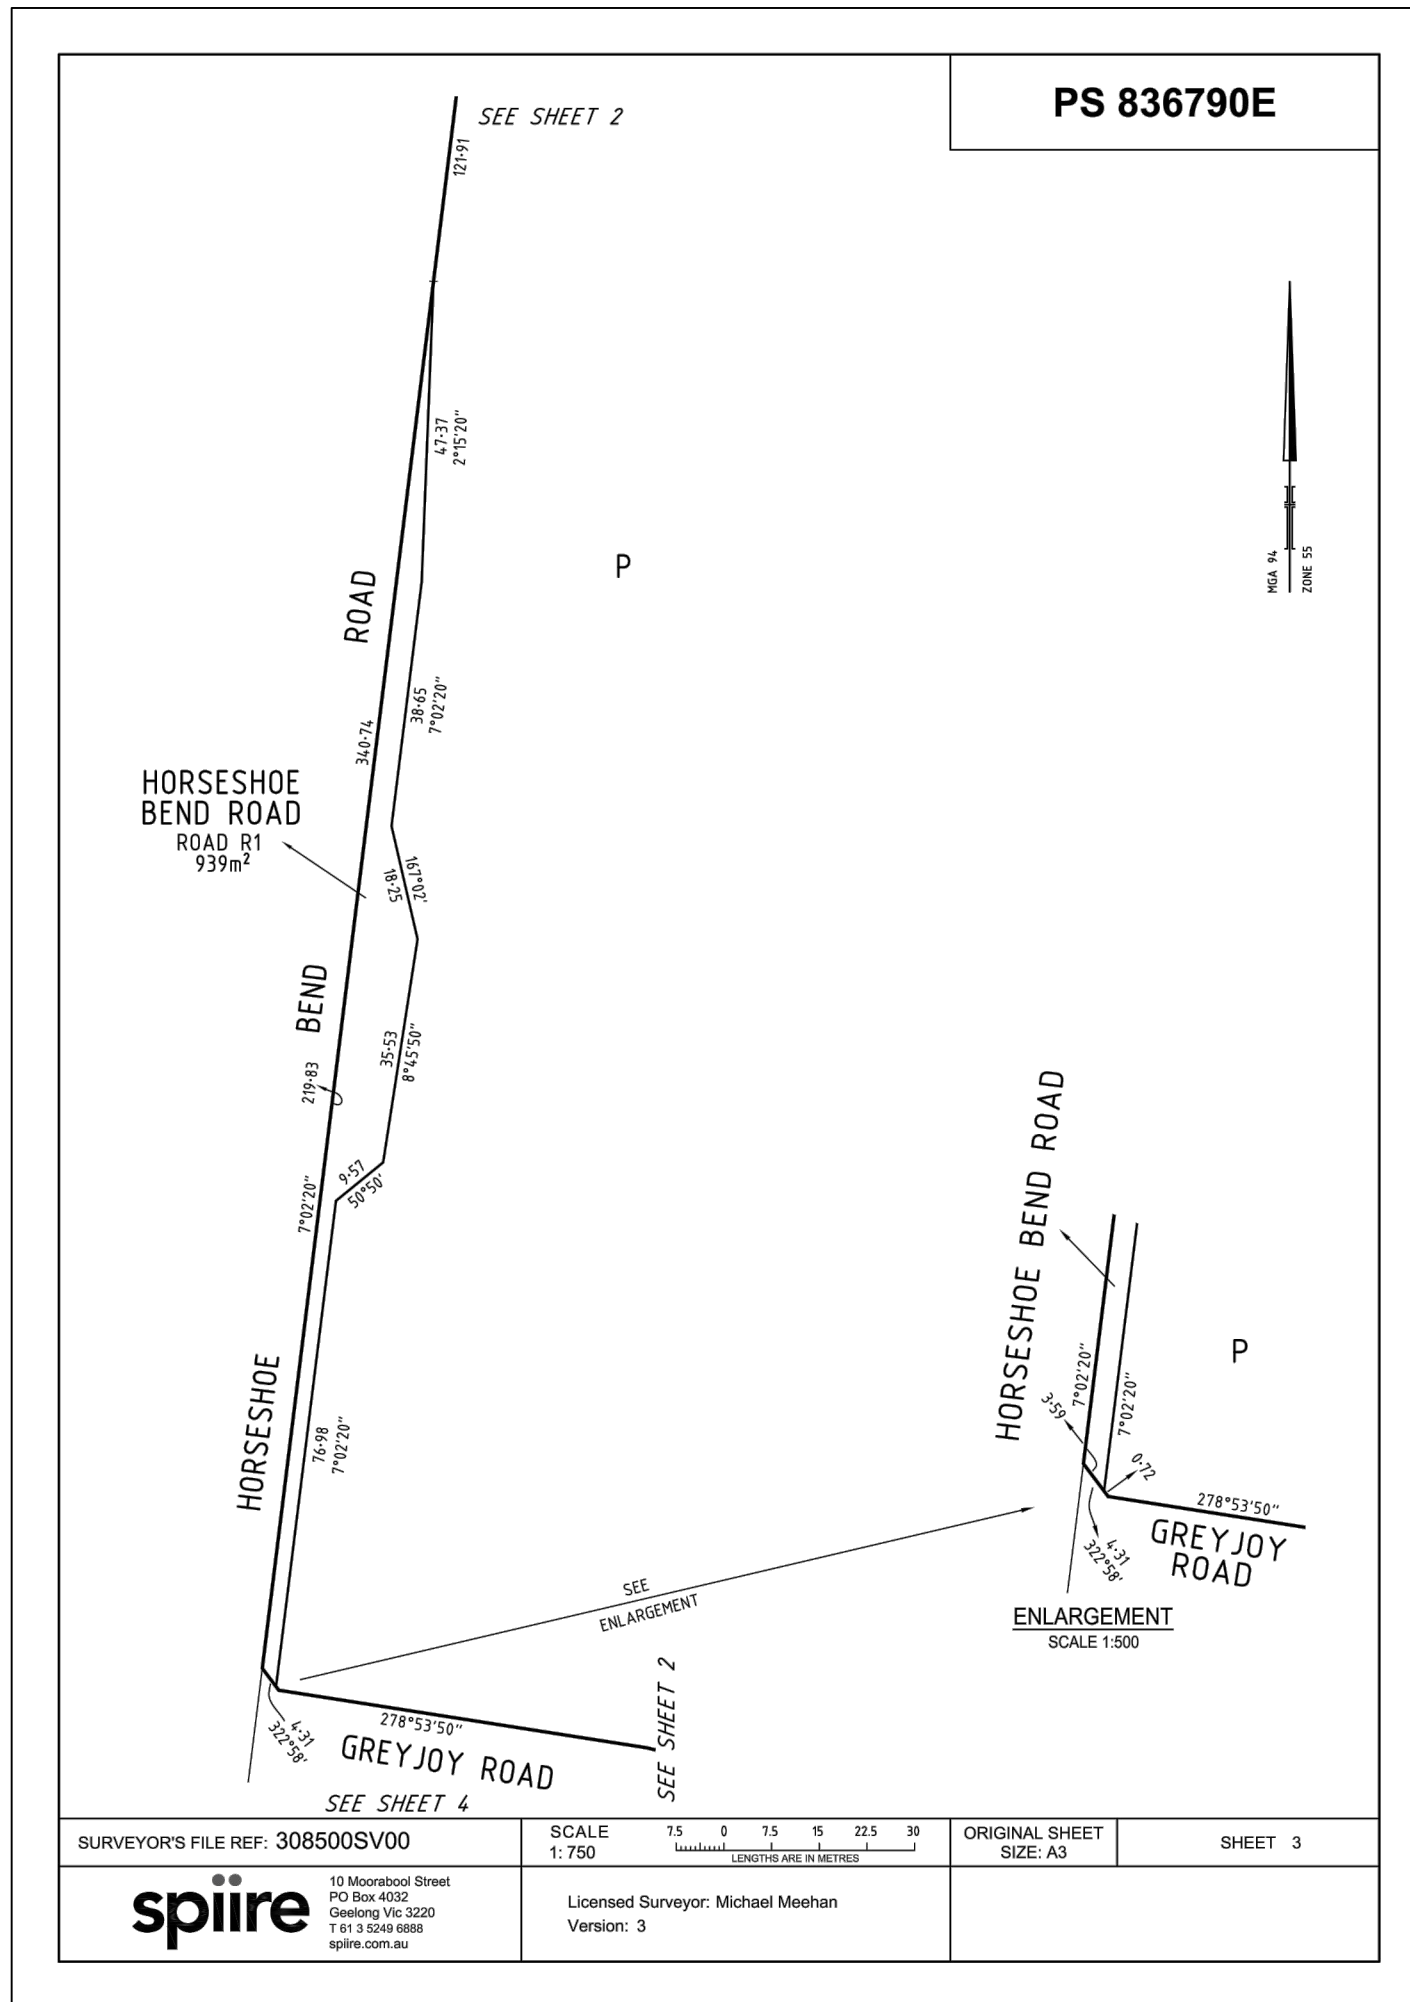 PS 836790E
SEE SHEET 2
121·91
47·37
2°15'20"
P
MGA 94
ZONE 55
ROAD
38·65
7°02'20"
340·74
HORSESHOE
BEND ROAD
ROAD R1
939m²
167°02'
18·25
BEND
35·53
8°45'50"
219·83
9·57
50°50'
7°02'20"
HORSESHOE
76·98
7°02'20"
HORSESHOE BEND ROAD
P
7°02'20"
7°02'20"
3·59
0·72
278°53'50"
GREYJOY
ROAD
4·31
322°58'
ENLARGEMENT
SCALE 1:500
SEE
ENLARGEMENT
SEE SHEET 2
278°53'50"
4·31
322°58'
GREYJOY ROAD
SEE SHEET 4
SURVEYOR'S FILE REF: 308500SV00
SCALE
1: 750
7.5 0 7.5 15 22.5 30
LENGTHS ARE IN METRES
ORIGINAL SHEET
SIZE: A3
SHEET 3
spiire
10 Moorabool Street
PO Box 4032
Geelong Vic 3220
T 61 3 5249 6888
spiire.com.au
Licensed Surveyor: Michael Meehan
Version: 3